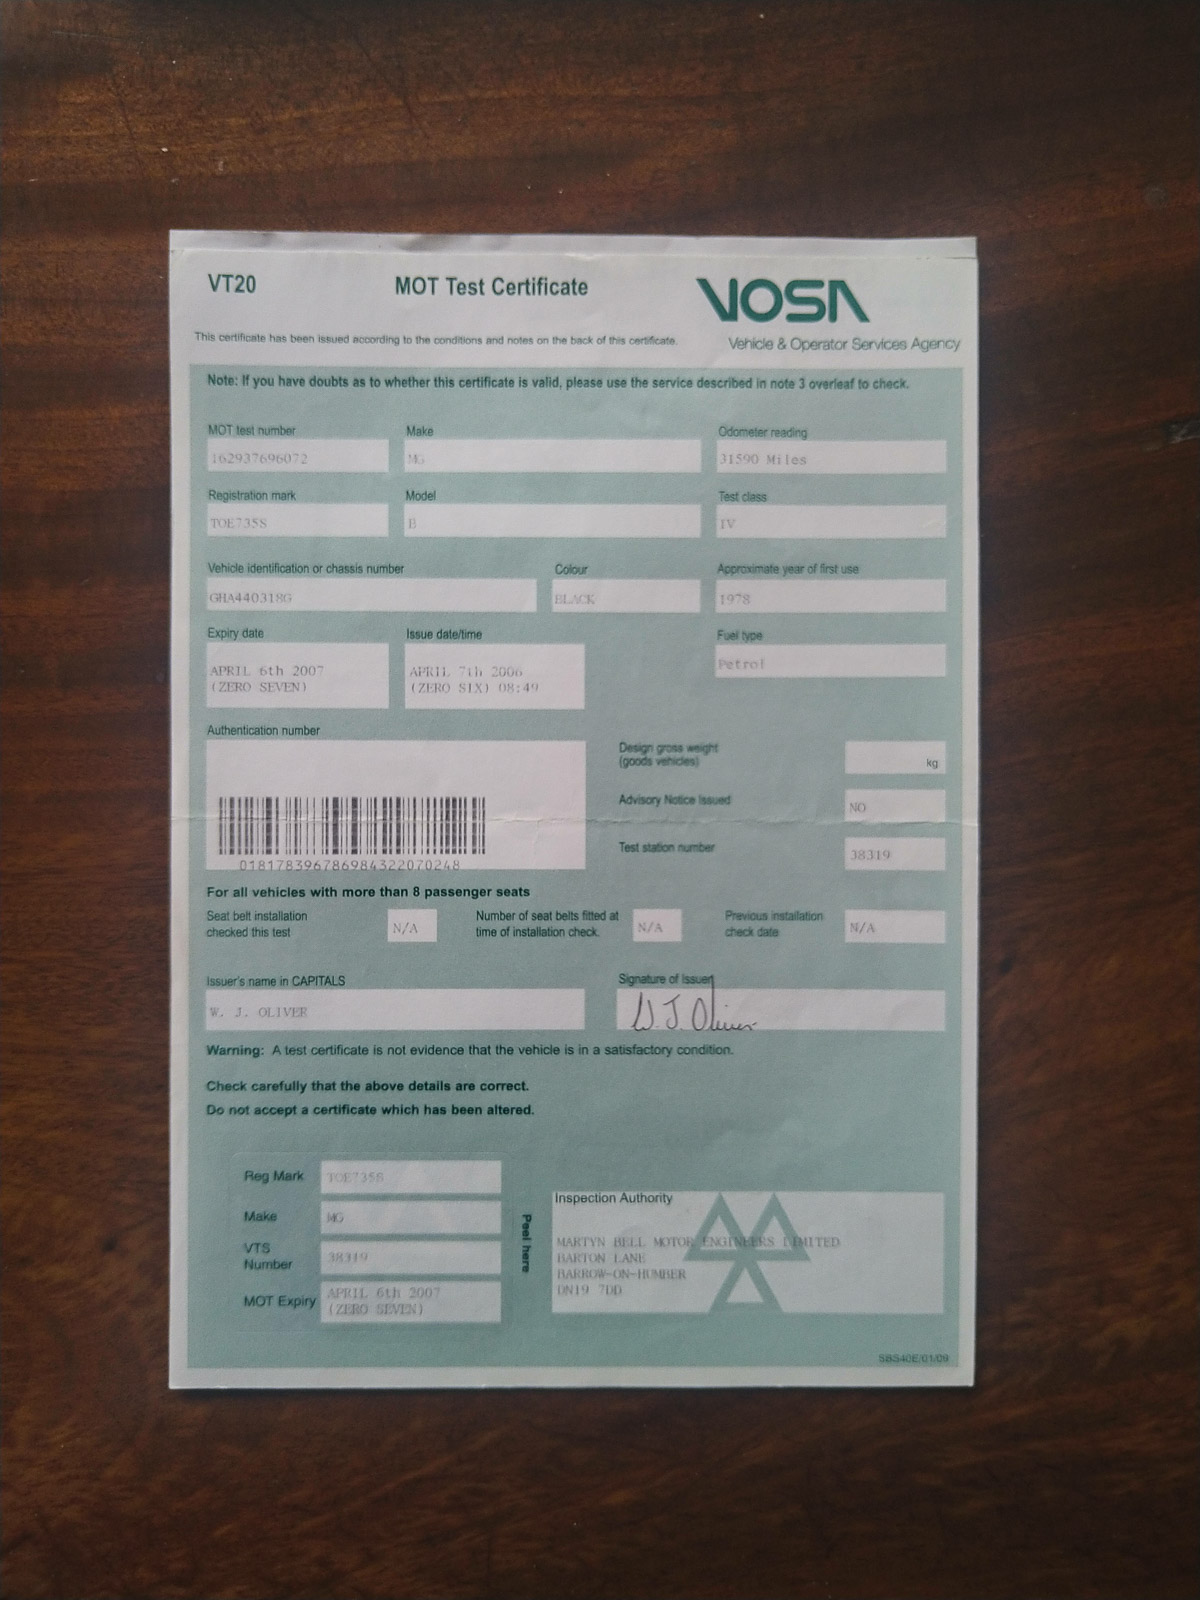 VT20
MOT Test Certificate
VOSA
This certificate has been issued according to the conditions and notes on the back of this certificate.
Vehicle & Operator Services Agency
Note: If you have doubts as to whether this certificate is valid, please use the service described in note 3 overleaf to check.
MOT test number
Make
Odometer reading
162937696072
MG
31590 Miles
Registration mark
Model
Test class
TOE735S
B
IV
Vehicle identification or chassis number
Colour
Approximate year of first use
GHA440318G
BLACK
1978
Expiry date
Issue date/time
Fuel type
APRIL 6th 2007
(ZERO SEVEN)
APRIL 7th 2006
(ZERO SIX) 08:49
Petrol
Authentication number
Design gross weight
(goods vehicles)
kg
Advisory Notice Issued
NO
Test station number
38319
018178396786984322070248
For all vehicles with more than 8 passenger seats
Seat belt installation
checked this test
N/A
Number of seat belts fitted at
time of installation check.
N/A
Previous installation
check date
N/A
Issuer's name in CAPITALS
Signature of Issuer
W. J. OLIVER
W. J. Oliver
Warning: A test certificate is not evidence that the vehicle is in a satisfactory condition.
Check carefully that the above details are correct.
Do not accept a certificate which has been altered.
Reg Mark
TOE735S
Make
MG
VTS
Number
38319
MOT Expiry
APRIL 6th 2007
(ZERO SEVEN)
Peel here
Inspection Authority
MARTYN BELL MOTOR ENGINEERS LIMITED
BARTON LANE
BARROW-ON-HUMBER
DN19 7DD
SBS40E/01/09